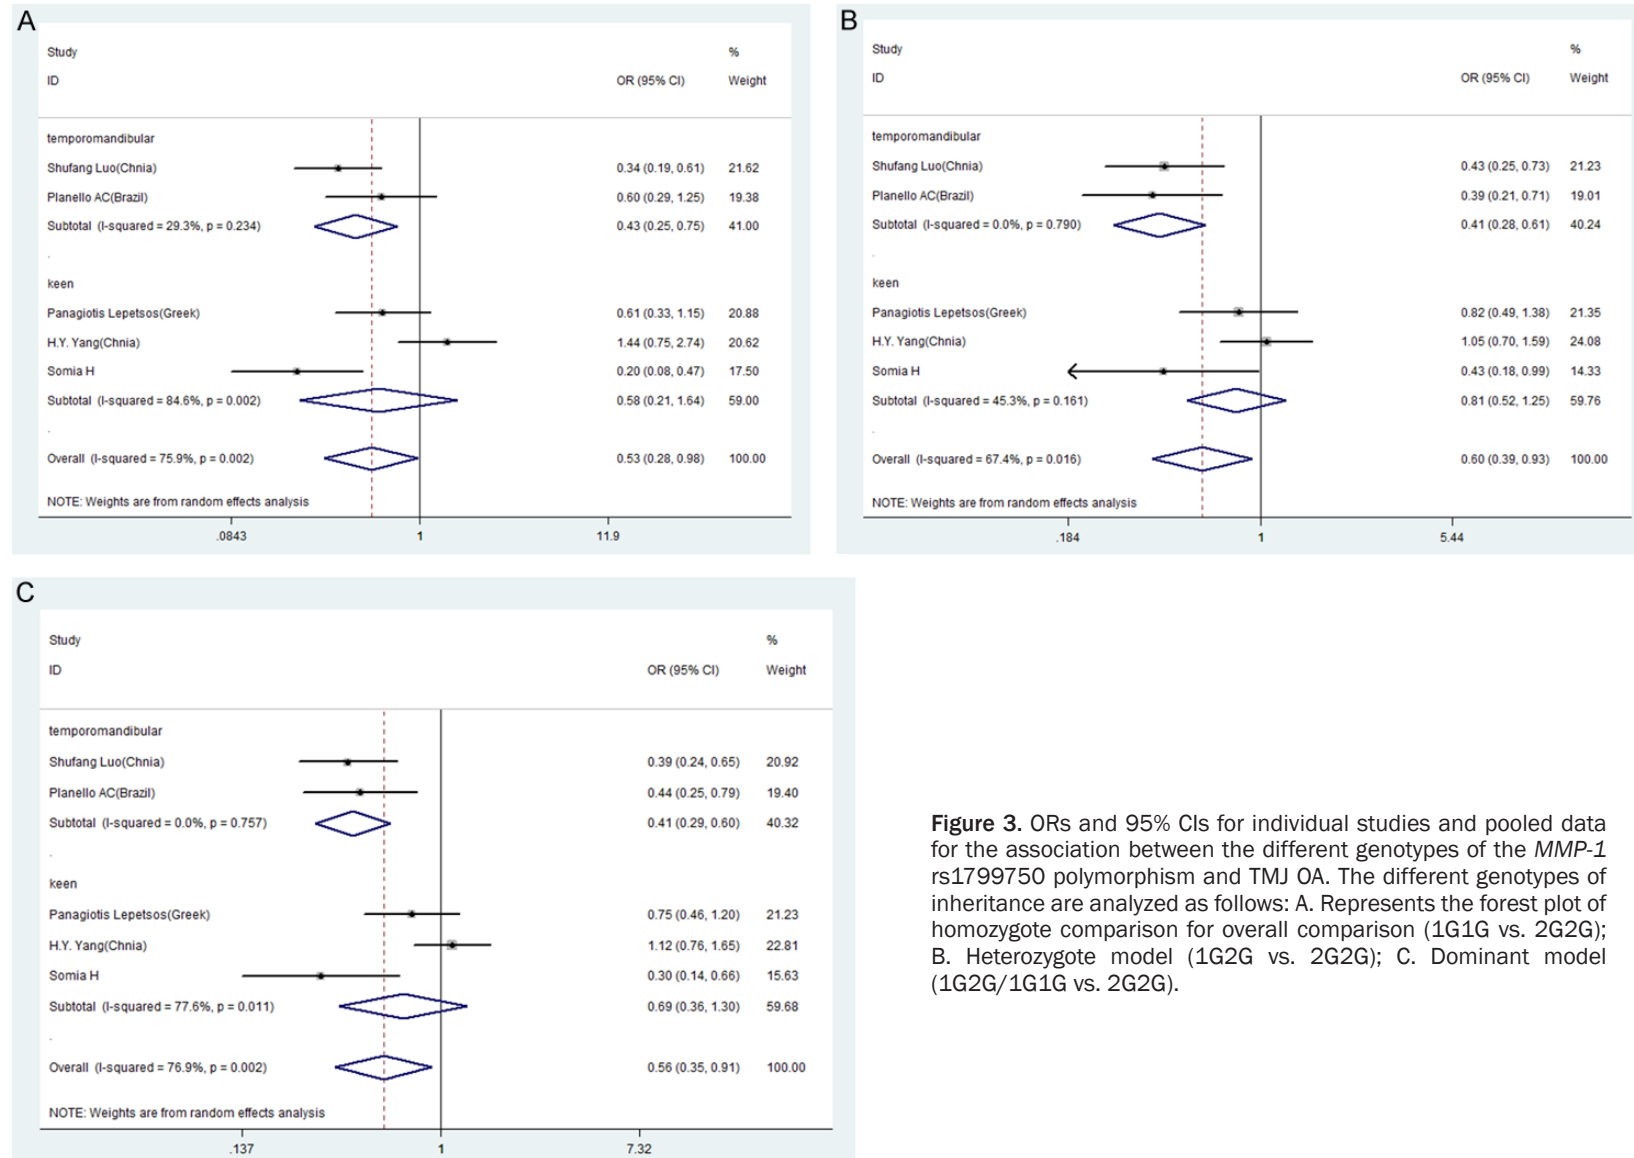 A
Study %
ID OR (95% CI) Weight
temporomandibular
Shufang Luo(Chnia) 0.34 (0.19, 0.61) 21.62
Planello AC(Brazil) 0.60 (0.29, 1.25) 19.38
Subtotal (I-squared = 29.3%, p = 0.234) 0.43 (0.25, 0.75) 41.00
.
keen
Panagiotis Lepetsos(Greek) 0.61 (0.33, 1.15) 20.88
H.Y. Yang(Chnia) 1.44 (0.75, 2.74) 20.62
Somia H 0.20 (0.08, 0.47) 17.50
Subtotal (I-squared = 84.6%, p = 0.002) 0.58 (0.21, 1.64) 59.00
.
Overall (I-squared = 75.9%, p = 0.002) 0.53 (0.28, 0.98) 100.00
NOTE: Weights are from random effects analysis
.0843 1 11.9
B
Study %
ID OR (95% CI) Weight
temporomandibular
Shufang Luo(Chnia) 0.43 (0.25, 0.73) 21.23
Planello AC(Brazil) 0.39 (0.21, 0.71) 19.01
Subtotal (I-squared = 0.0%, p = 0.790) 0.41 (0.28, 0.61) 40.24
.
keen
Panagiotis Lepetsos(Greek) 0.82 (0.49, 1.38) 21.35
H.Y. Yang(Chnia) 1.05 (0.70, 1.59) 24.08
Somia H 0.43 (0.18, 0.99) 14.33
Subtotal (I-squared = 45.3%, p = 0.161) 0.81 (0.52, 1.25) 59.76
.
Overall (I-squared = 67.4%, p = 0.016) 0.60 (0.39, 0.93) 100.00
NOTE: Weights are from random effects analysis
.184 1 5.44
C
Study %
ID OR (95% CI) Weight
temporomandibular
Shufang Luo(Chnia) 0.39 (0.24, 0.65) 20.92
Planello AC(Brazil) 0.44 (0.25, 0.79) 19.40
Subtotal (I-squared = 0.0%, p = 0.757) 0.41 (0.29, 0.60) 40.32
.
keen
Panagiotis Lepetsos(Greek) 0.75 (0.46, 1.20) 21.23
H.Y. Yang(Chnia) 1.12 (0.76, 1.65) 22.81
Somia H 0.30 (0.14, 0.66) 15.63
Subtotal (I-squared = 77.6%, p = 0.011) 0.69 (0.36, 1.30) 59.68
.
Overall (I-squared = 76.9%, p = 0.002) 0.56 (0.35, 0.91) 100.00
NOTE: Weights are from random effects analysis
.137 1 7.32
Figure 3. ORs and 95% CIs for individual studies and pooled data
for the association between the different genotypes of the MMP-1
rs1799750 polymorphism and TMJ OA. The different genotypes of
inheritance are analyzed as follows: A. Represents the forest plot of
homozygote comparison for overall comparison (1G1G vs. 2G2G);
B. Heterozygote model (1G2G vs. 2G2G); C. Dominant model
(1G2G/1G1G vs. 2G2G).